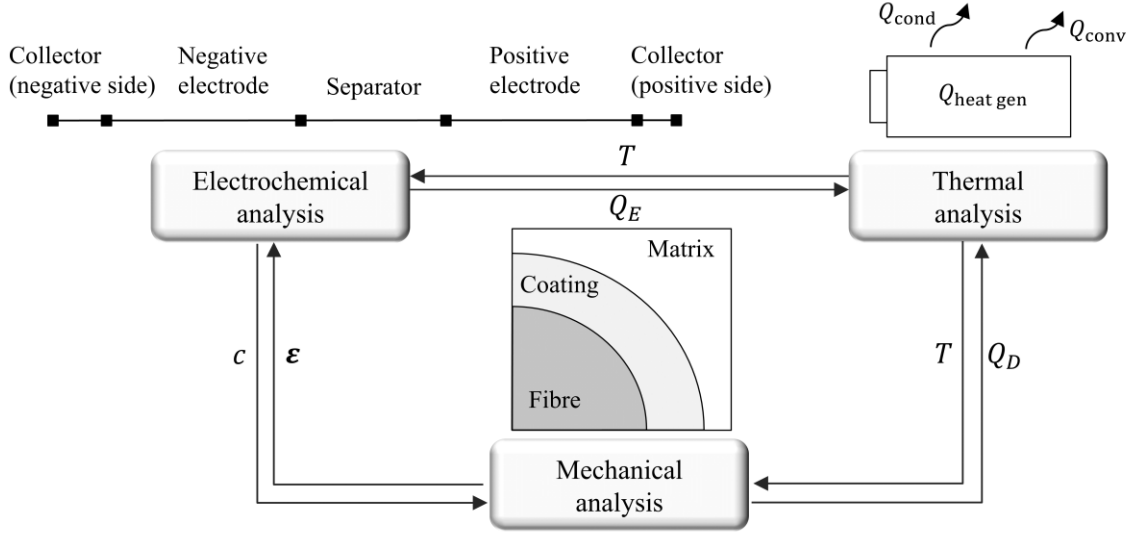 Q_cond
Q_conv
Collector
(negative side)
Negative
electrode
Separator
Positive
electrode
Collector
(positive side)
Q_heat gen
T
Electrochemical
analysis
Thermal
analysis
Q_E
Matrix
Coating
Fibre
c
ε
T
Q_D
Mechanical
analysis